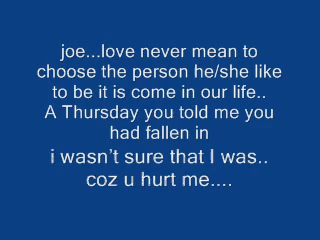 joe...love never mean to
choose the person he/she like
to be it is come in our life..
A Thursday you told me you
had fallen in
i wasn't sure that I was..
coz u hurt me....